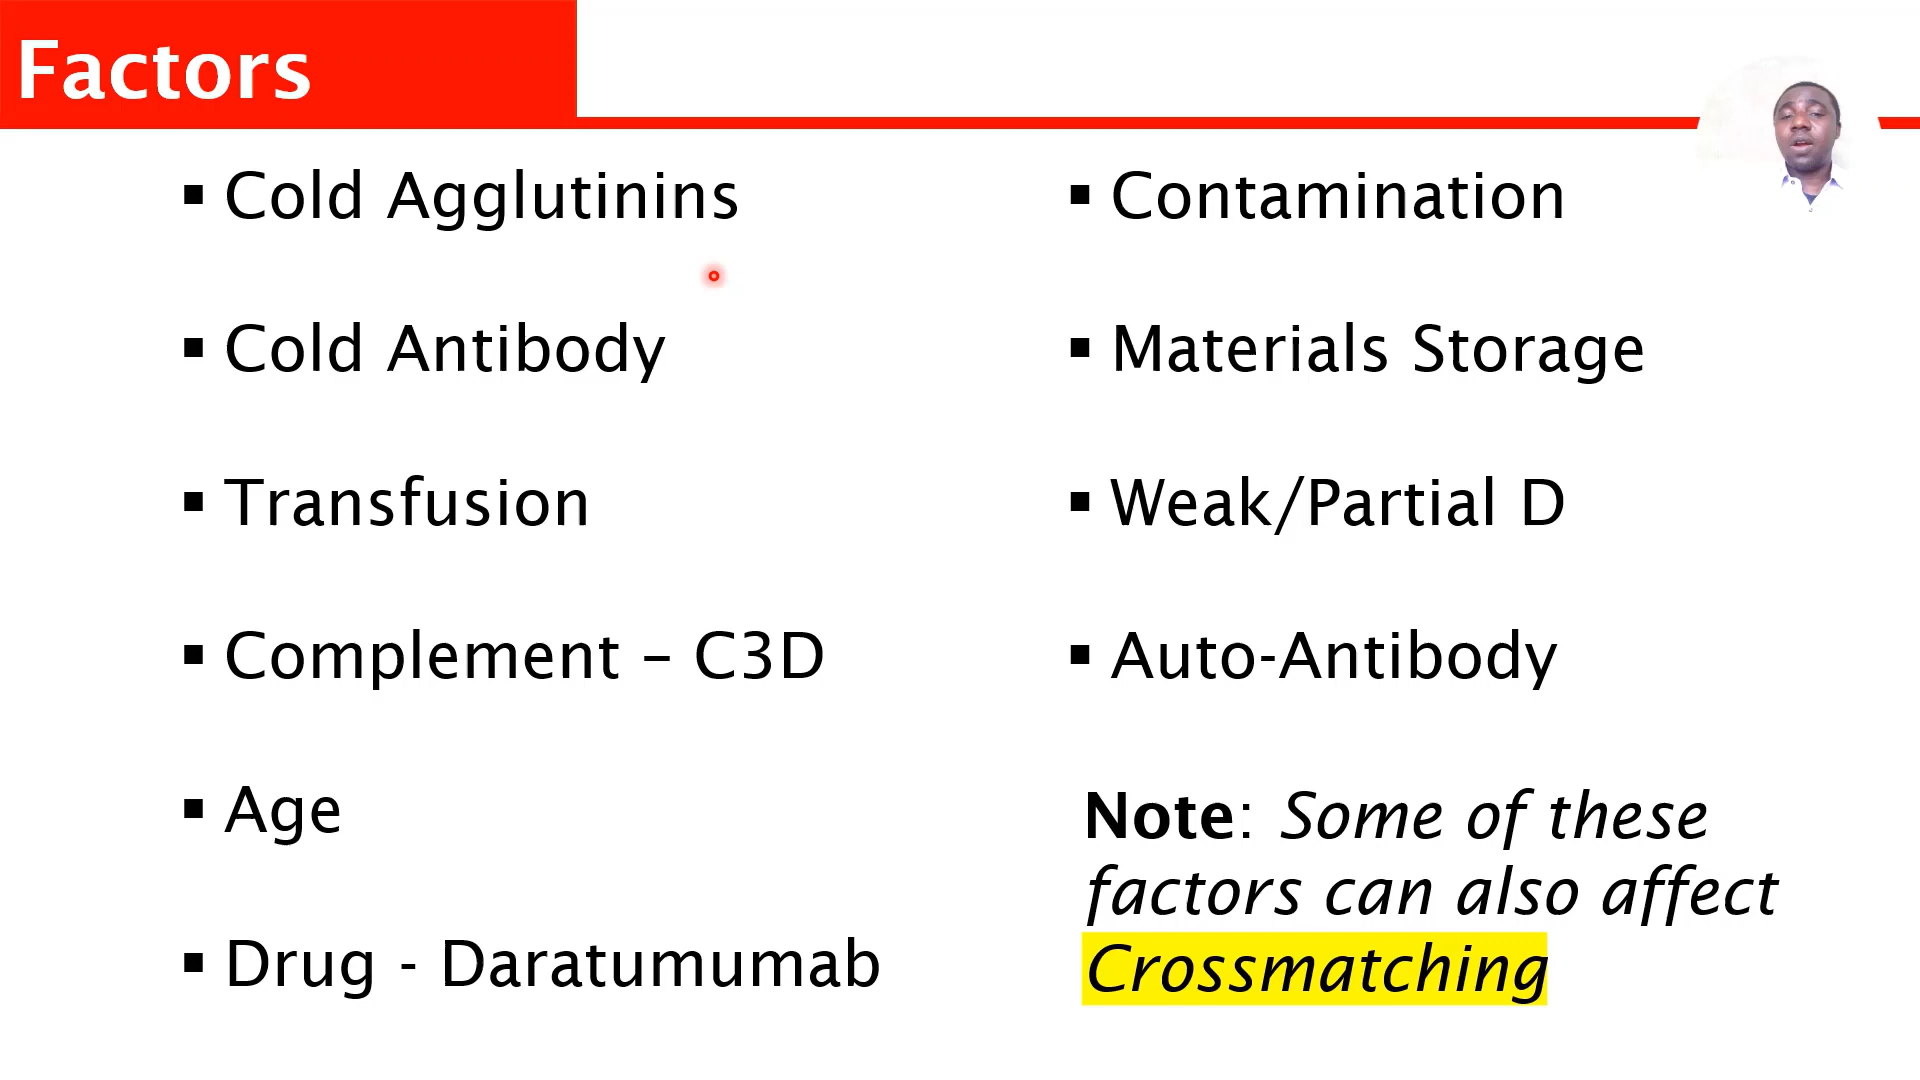 Factors
▪ Cold Agglutinins
▪ Cold Antibody
▪ Transfusion
▪ Complement – C3D
▪ Age
▪ Drug - Daratumumab
▪ Contamination
▪ Materials Storage
▪ Weak/Partial D
▪ Auto-Antibody
Note: Some of these
factors can also affect
Crossmatching